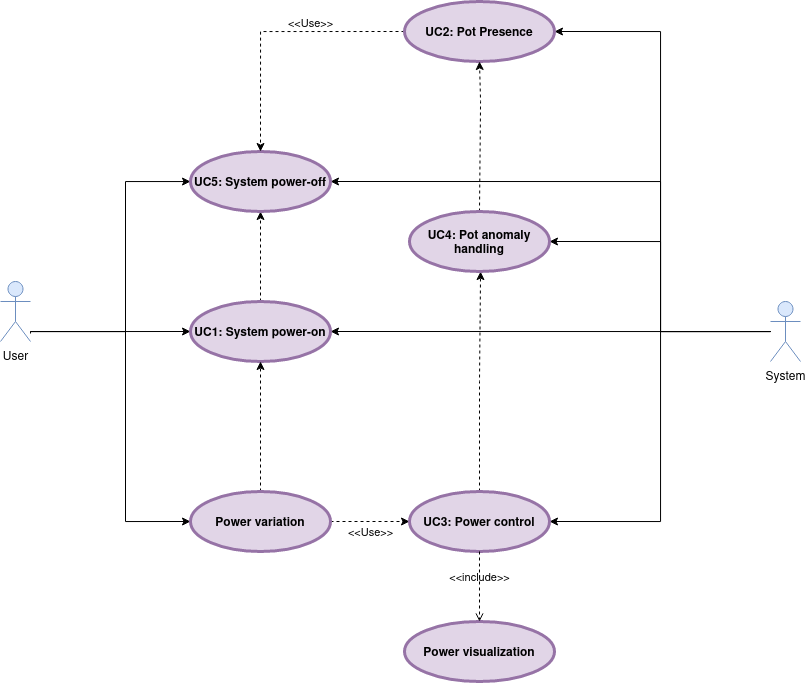 <<Use>>
UC2: Pot Presence
UC5: System power-off
UC4: Pot anomaly
handling
UC1: System power-on
User
System
Power variation
<<Use>>
UC3: Power control
<<include>>
Power visualization